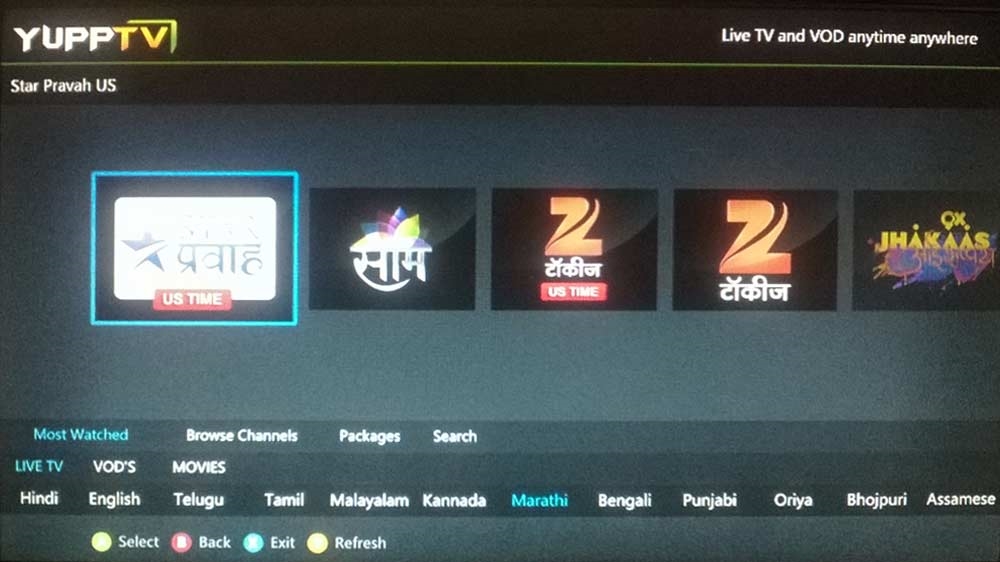 YUPPTV
Live TV and VOD anytime anywhere
Star Pravah US
STAR
प्रवाह
US TIME
साम
Z
टॉकीज
US TIME
Z
टॉकीज
9X
JHAKAAS
Most Watched Browse Channels Packages Search
LIVE TV VOD'S MOVIES
Hindi English Telugu Tamil Malayalam Kannada Marathi Bengali Punjabi Oriya Bhojpuri Assamese
Select B Back Exit Refresh